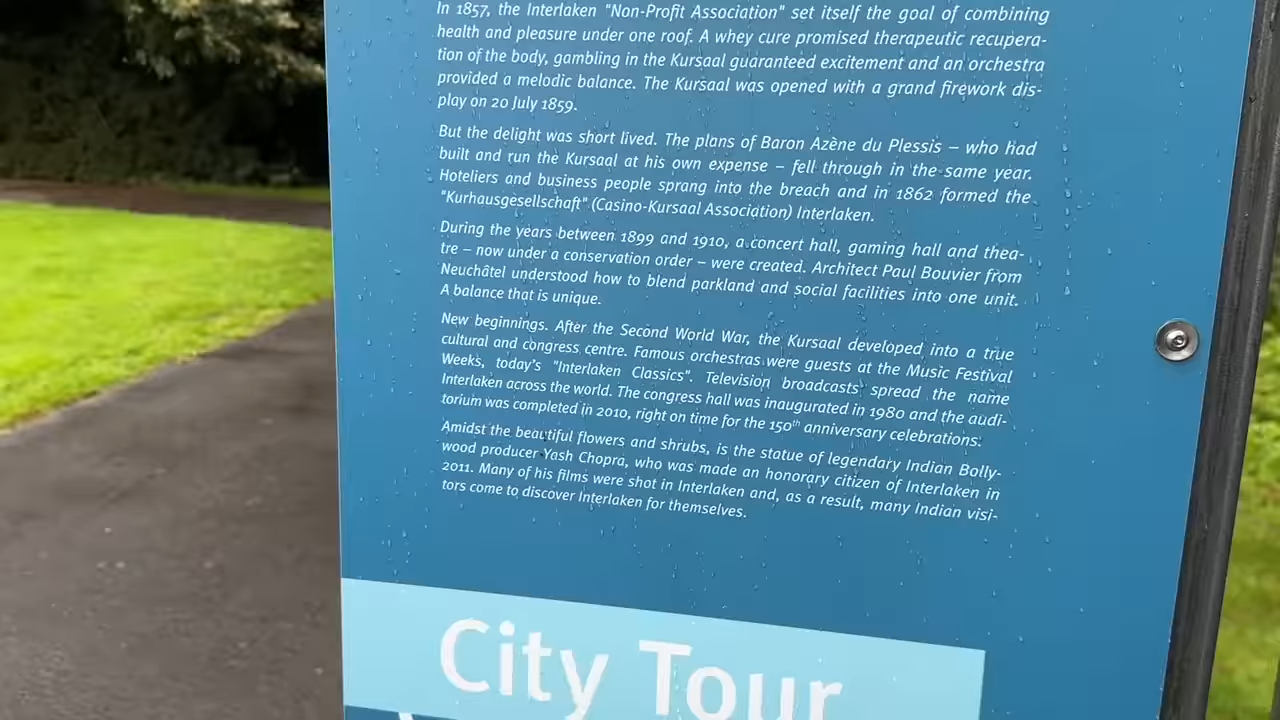 In 1857, the Interlaken "Non-Profit Association" set itself the goal of combining
health and pleasure under one roof. A whey cure promised therapeutic recupera-
tion of the body, gambling in the Kursaal guaranteed excitement and an orchestra
provided a melodic balance. The Kursaal was opened with a grand firework dis-
play on 20 July 1859.
But the delight was short lived. The plans of Baron Azène du Plessis – who had
built and run the Kursaal at his own expense – fell through in the same year.
Hoteliers and business people sprang into the breach and in 1862 formed the
"Kurhausgesellschaft" (Casino-Kursaal Association) Interlaken.
During the years between 1899 and 1910, a concert hall, gaming hall and thea-
tre – now under a conservation order – were created. Architect Paul Bouvier from
Neuchâtel understood how to blend parkland and social facilities into one unit.
A balance that is unique.
New beginnings. After the Second World War, the Kursaal developed into a true
cultural and congress centre. Famous orchestras were guests at the Music Festival
Weeks, today's "Interlaken Classics". Television broadcasts spread the name
Interlaken across the world. The congress hall was inaugurated in 1980 and the audi-
torium was completed in 2010, right on time for the 150th anniversary celebrations.
Amidst the beautiful flowers and shrubs, is the statue of legendary Indian Bolly-
wood producer Yash Chopra, who was made an honorary citizen of Interlaken in
2011. Many of his films were shot in Interlaken and, as a result, many Indian visi-
tors come to discover Interlaken for themselves.
City Tour